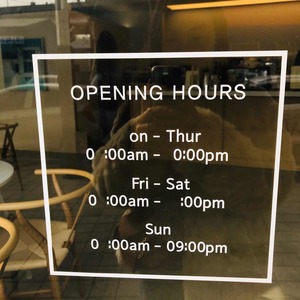 OPENING HOURS
on - Thur
0 :00am - 0:00pm
Fri - Sat
0 :00am - :00pm
Sun
0 :00am - 09:00pm